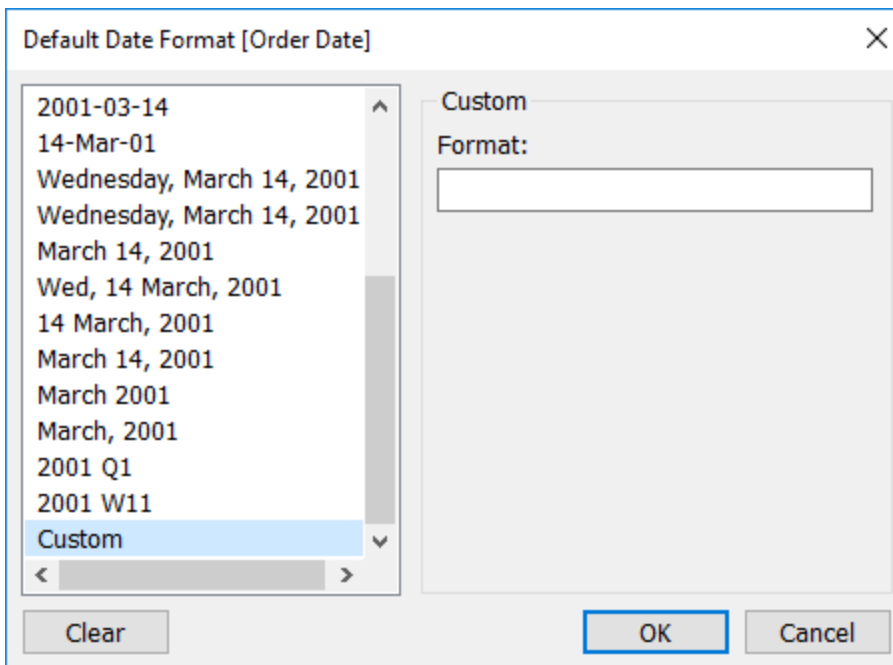 Default Date Format [Order Date]
2001-03-14
14-Mar-01
Wednesday, March 14, 2001
Wednesday, March 14, 2001
March 14, 2001
Wed, 14 March, 2001
14 March, 2001
March 14, 2001
March 2001
March, 2001
2001 Q1
2001 W11
Custom
Custom
Format:
Clear
OK
Cancel